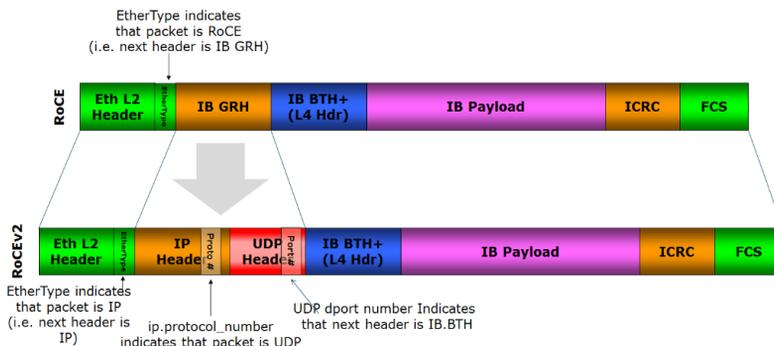 EtherType indicates
that packet is RoCE
(i.e. next header is IB GRH)
RoCE
Eth L2
Header
EtherType
IB GRH
IB BTH+
(L4 Hdr)
IB Payload
ICRC
FCS
RoCEv2
Eth L2
Header
EtherType
IP
Header
Proto #
UDP
Header
Port #
IB BTH+
(L4 Hdr)
IB Payload
ICRC
FCS
EtherType indicates
that packet is IP
(i.e. next header is
IP)
ip.protocol_number
indicates that packet is UDP
UDP dport number Indicates
that next header is IB.BTH